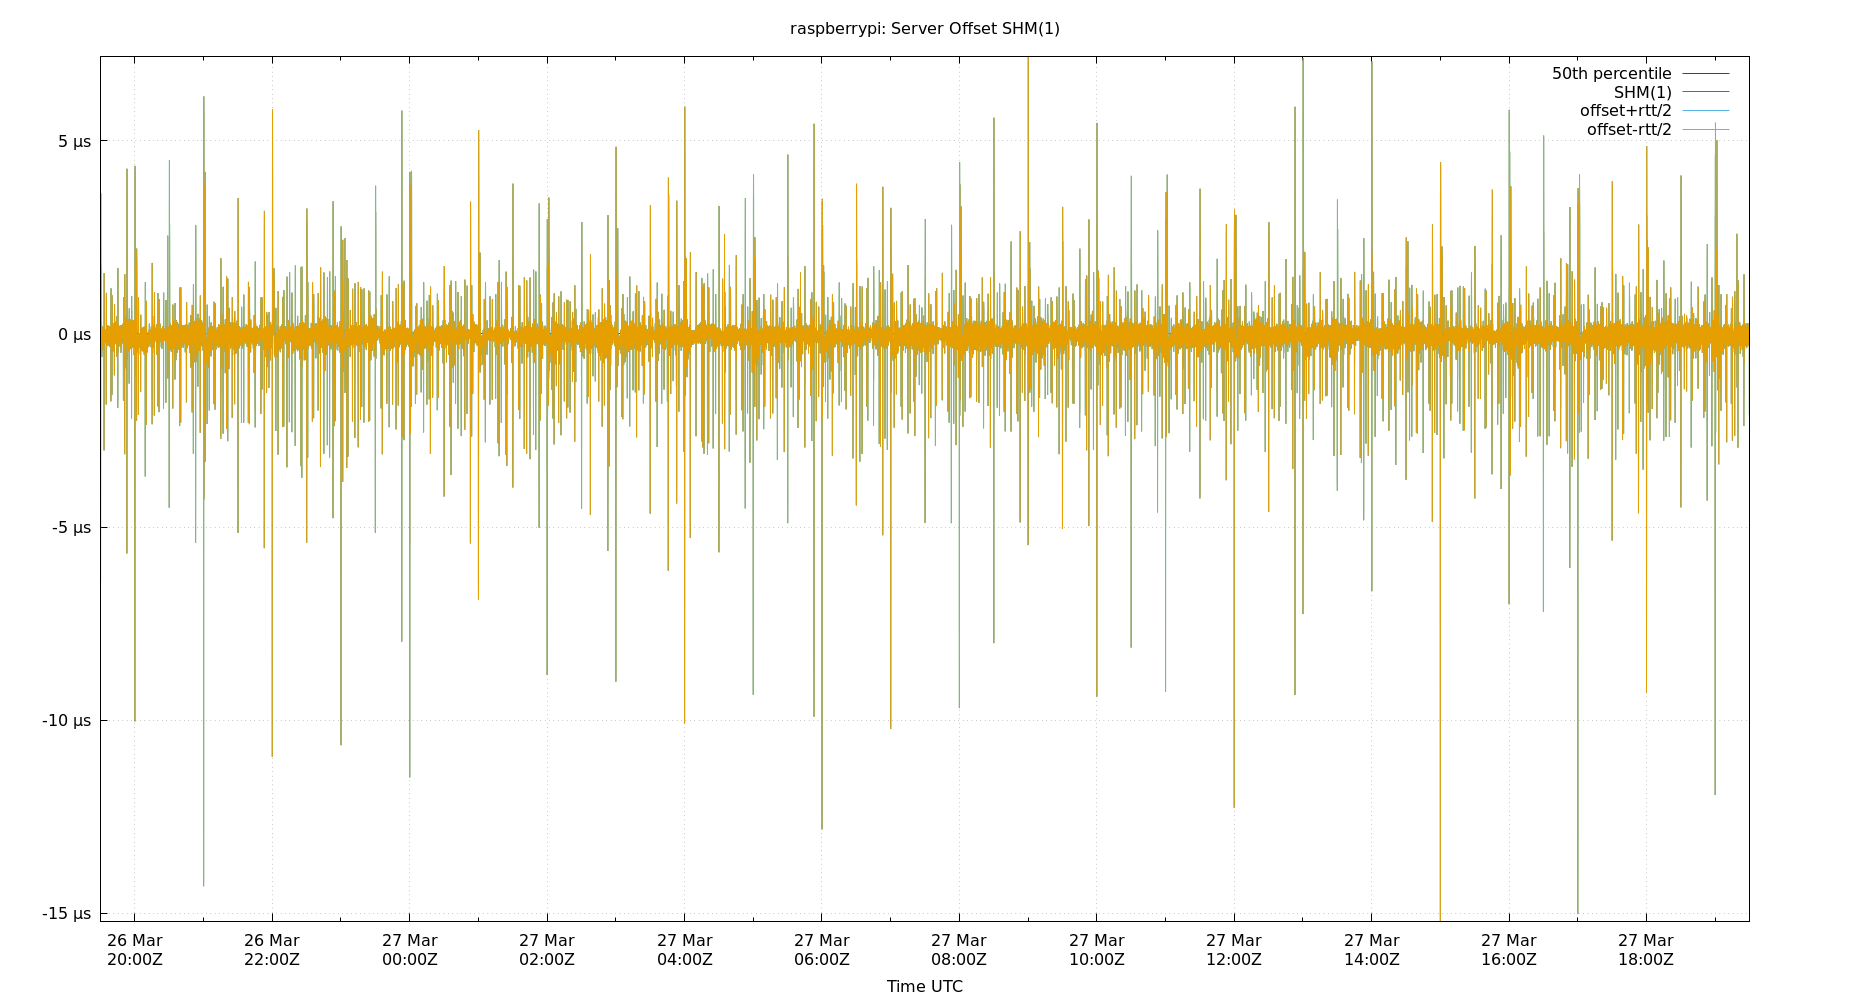 raspberrypi: Server Offset SHM(1)
50th percentile
SHM(1)
offset+rtt/2
offset-rtt/2
5 µs
0 µs
-5 µs
-10 µs
-15 µs
26 Mar 26 Mar 27 Mar 27 Mar 27 Mar 27 Mar 27 Mar 27 Mar 27 Mar 27 Mar 27 Mar 27 Mar
20:00Z 22:00Z 00:00Z 02:00Z 04:00Z 06:00Z 08:00Z 10:00Z 12:00Z 14:00Z 16:00Z 18:00Z
Time UTC